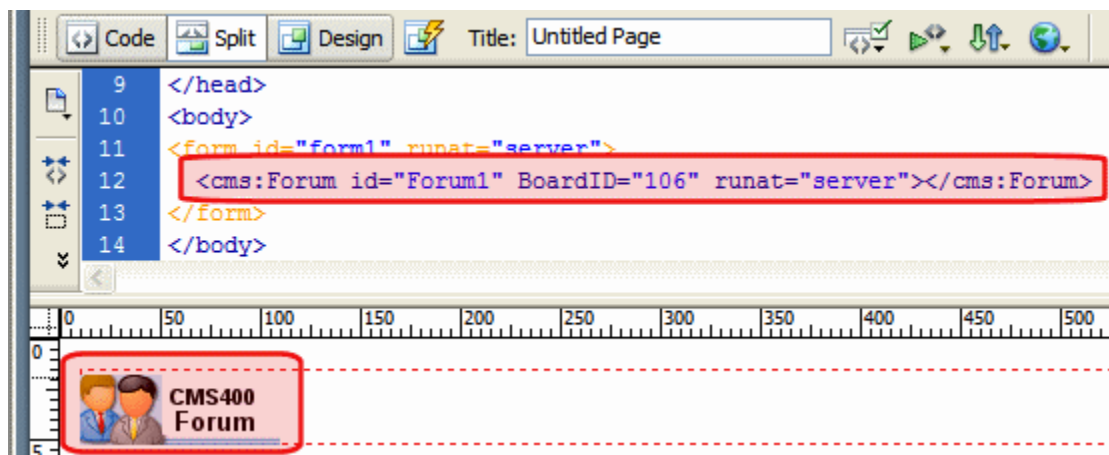 Code Split Design Title: Untitled Page
9 </head>
10 <body>
11 <form id="form1" runat="server">
12 <cms:Forum id="Forum1" BoardID="106" runat="server"></cms:Forum>
13 </form>
14 </body>
0 50 100 150 200 250 300 350 400 450 500
0
CMS400
Forum
5